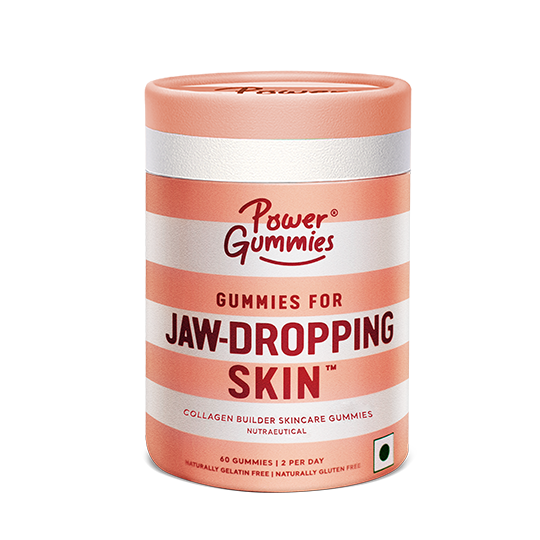 Power
Power®
Gummies
GUMMIES FOR
JAW-DROPPING
SKIN™
COLLAGEN BUILDER SKINCARE GUMMIES
NUTRAEUTICAL
60 GUMMIES | 2 PER DAY
NATURALLY GELATIN FREE | NATURALLY GLUTEN FREE